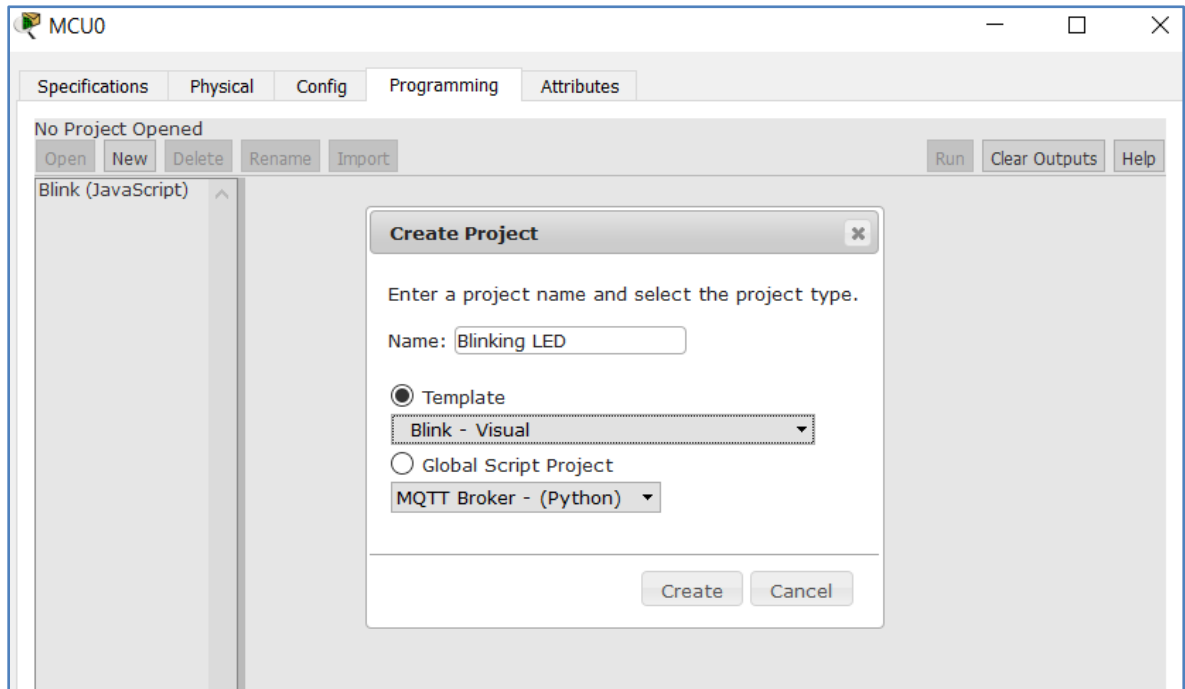 MCU0
Specifications Physical Config Programming Attributes
No Project Opened
Open New Delete Rename Import Run Clear Outputs Help
Blink (JavaScript)
Create Project
Enter a project name and select the project type.
Name: Blinking LED
Template
Blink - Visual
Global Script Project
MQTT Broker - (Python)
Create Cancel